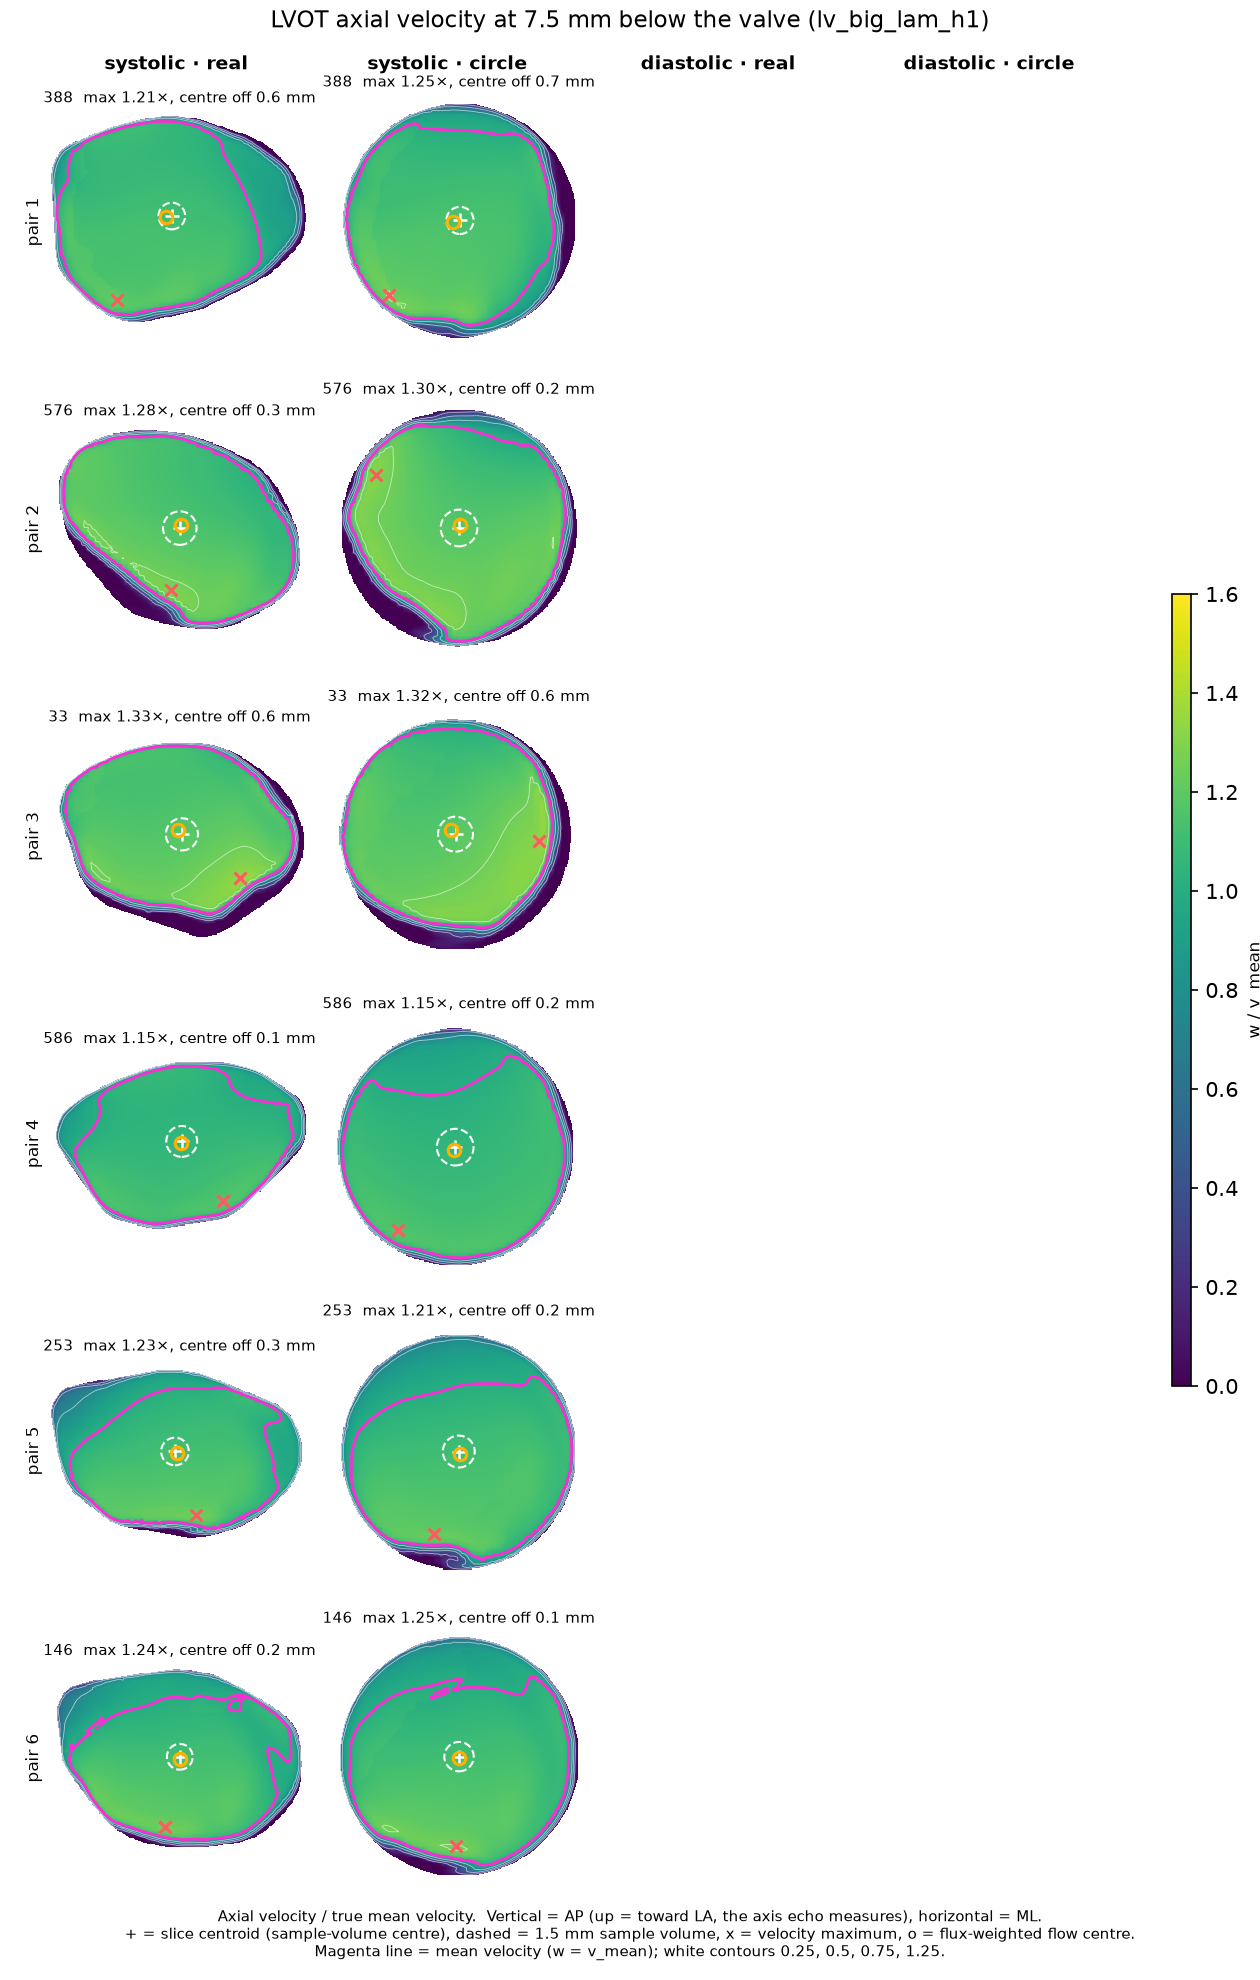 LVOT axial velocity at 7.5 mm below the valve (lv_big_lam_h1)
systolic · real
systolic · circle
diastolic · real
diastolic · circle
388 max 1.21×, centre off 0.6 mm
388 max 1.25×, centre off 0.7 mm
pair 1
576 max 1.28×, centre off 0.3 mm
576 max 1.30×, centre off 0.2 mm
pair 2
33 max 1.33×, centre off 0.6 mm
33 max 1.32×, centre off 0.6 mm
pair 3
586 max 1.15×, centre off 0.1 mm
586 max 1.15×, centre off 0.2 mm
pair 4
253 max 1.23×, centre off 0.3 mm
253 max 1.21×, centre off 0.2 mm
pair 5
146 max 1.24×, centre off 0.2 mm
146 max 1.25×, centre off 0.1 mm
pair 6
1.6
1.4
1.2
1.0
0.8
0.6
0.4
0.2
0.0
w / v_mean
Axial velocity / true mean velocity. Vertical = AP (up = toward LA, the axis echo measures), horizontal = ML.
+ = slice centroid (sample-volume centre), dashed = 1.5 mm sample volume, x = velocity maximum, o = flux-weighted flow centre.
Magenta line = mean velocity (w = v_mean); white contours 0.25, 0.5, 0.75, 1.25.